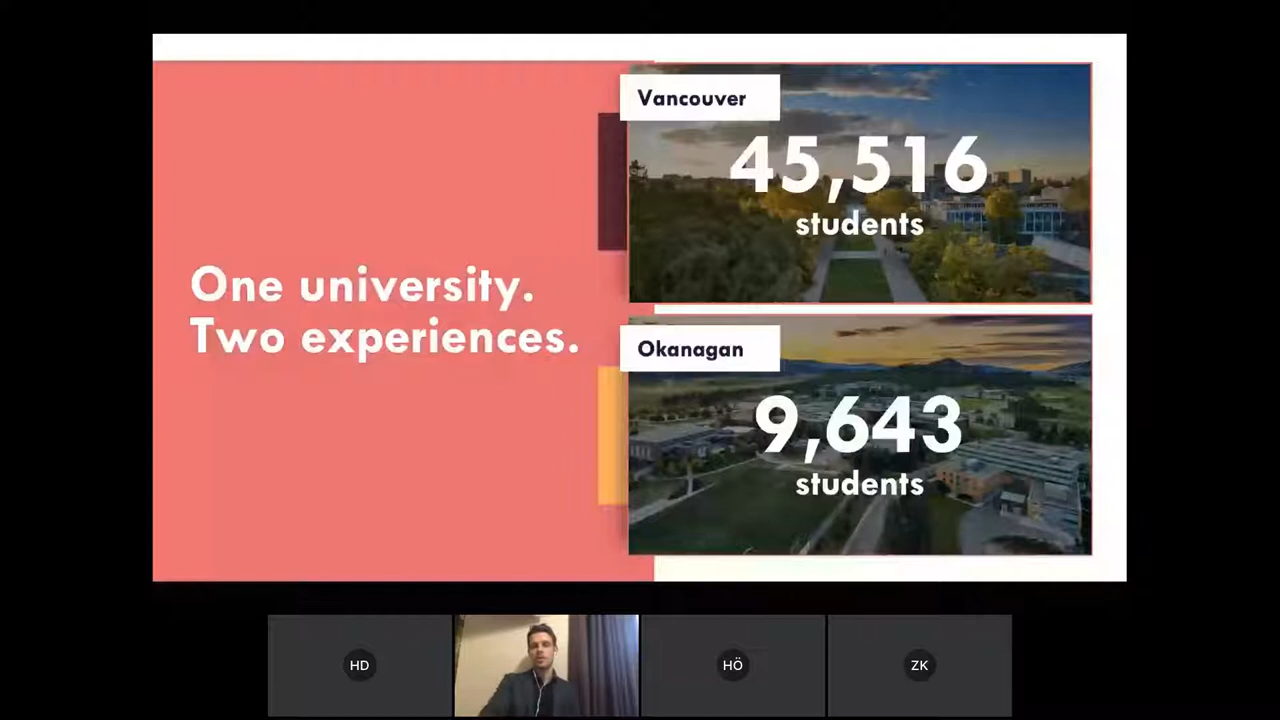 One university.
Two experiences.
Vancouver
45,516
students
Okanagan
9,643
students
HD
HÖ
ZK